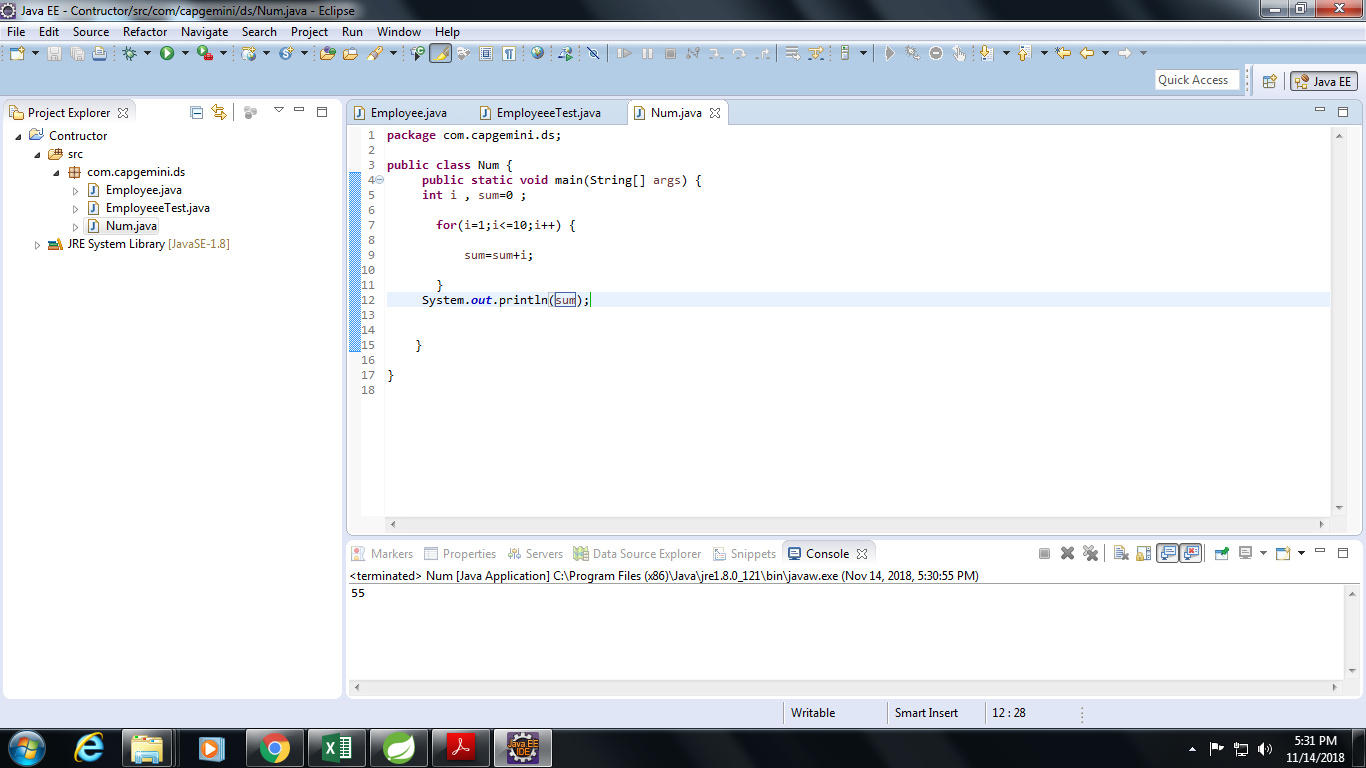 Java EE - Contructor/src/com/capgemini/ds/Num.java - Eclipse
File Edit Source Refactor Navigate Search Project Run Window Help
Quick Access
Java EE
Project Explorer
Contructor
src
com.capgemini.ds
Employee.java
EmployeeeTest.java
Num.java
JRE System Library [JavaSE-1.8]
Employee.java EmployeeeTest.java Num.java
1 package com.capgemini.ds;
2
3 public class Num {
4 public static void main(String[] args) {
5 int i , sum=0 ;
6
7 for(i=1;i<=10;i++) {
8
9 sum=sum+i;
10
11 }
12 System.out.println(sum);
13
14
15 }
16
17 }
18
Markers Properties Servers Data Source Explorer Snippets Console
<terminated> Num [Java Application] C:\Program Files (x86)\Java\jre1.8.0_121\bin\javaw.exe (Nov 14, 2018, 5:30:55 PM)
55
Writable Smart Insert 12 : 28
Java EE
IDE
5:31 PM
11/14/2018